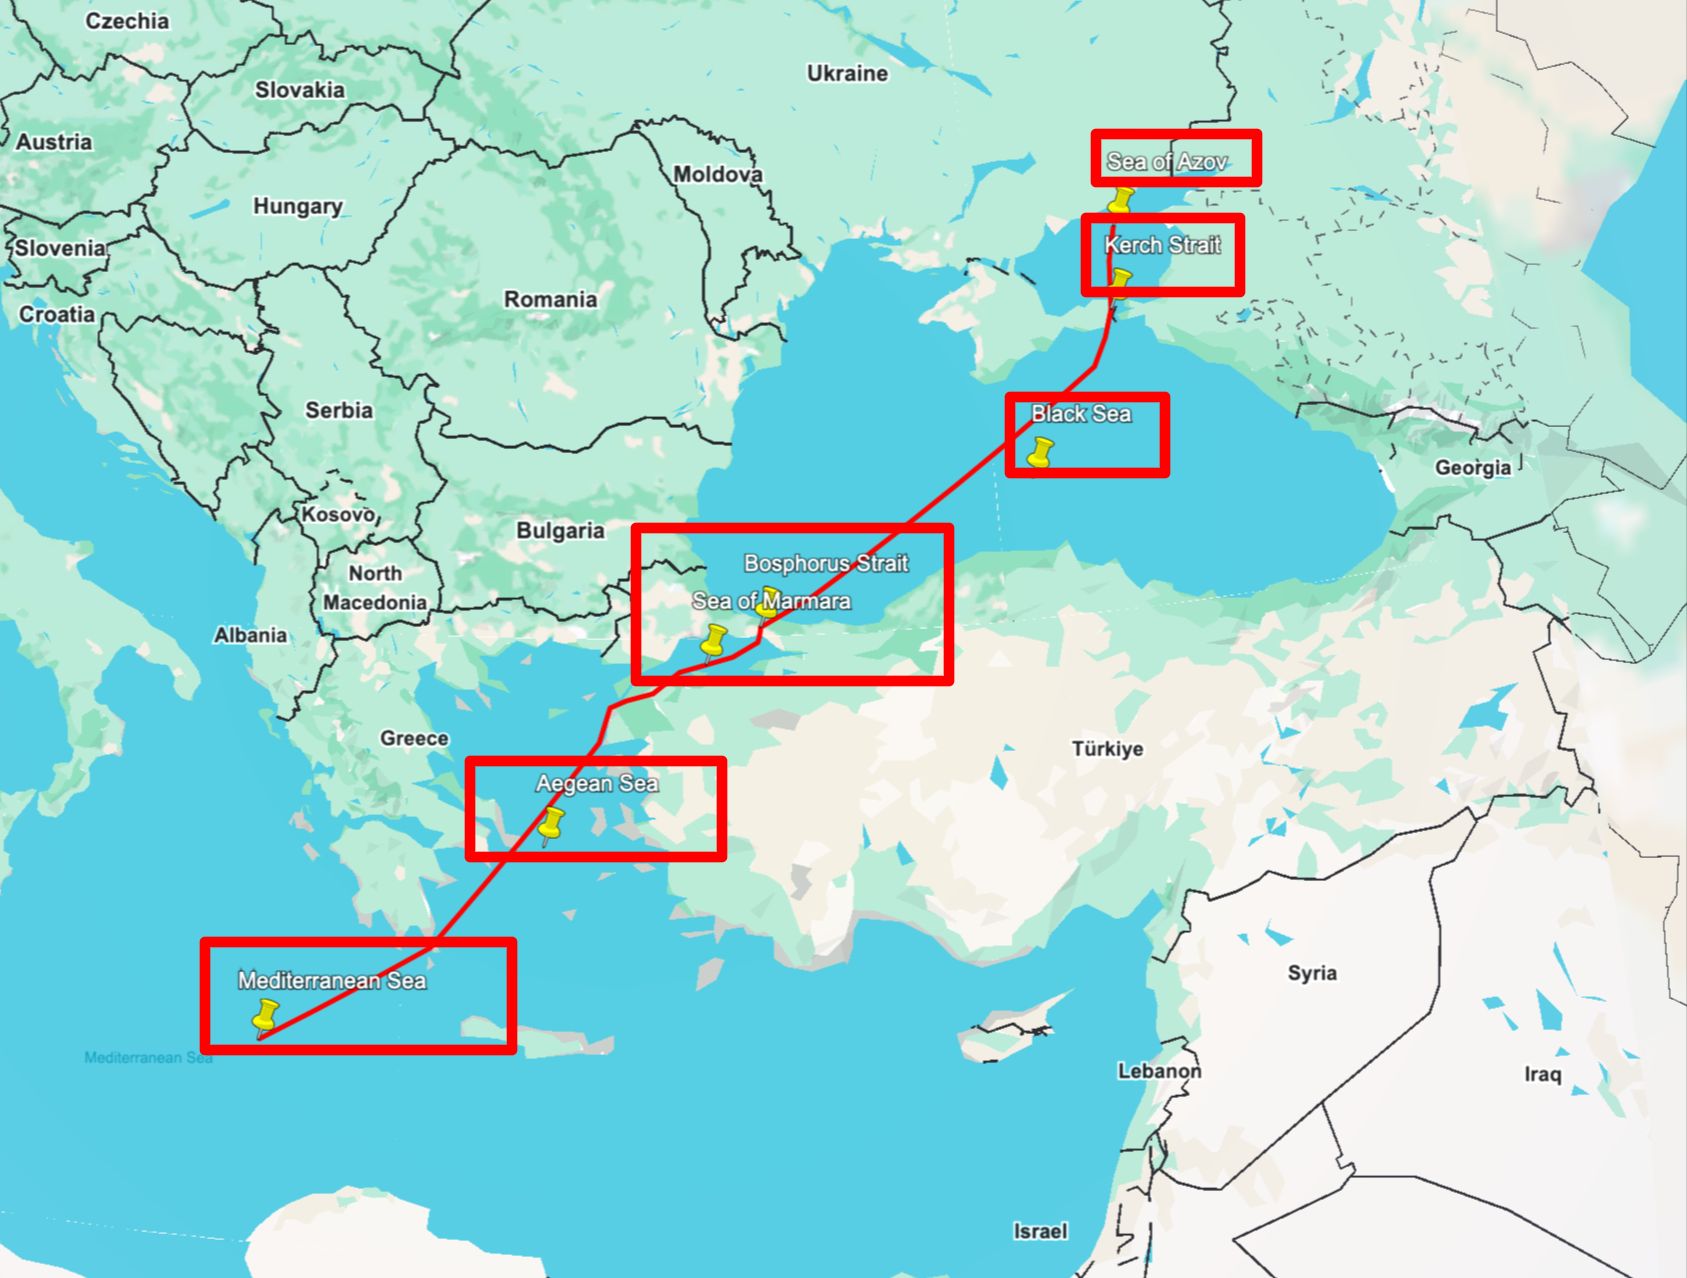 Czechia
Ukraine
Slovakia
Austria
Sea of Azov
Moldova
Hungary
Slovenia
Kerch Strait
Romania
Croatia
Serbia
Black Sea
Georgia
Kosovo
Bulgaria
Bosphorus Strait
North
Macedonia
Sea of Marmara
Albania
Greece
Türkiye
Aegean Sea
Mediterranean Sea
Syria
Mediterranean Sea
Lebanon
Iraq
Israel